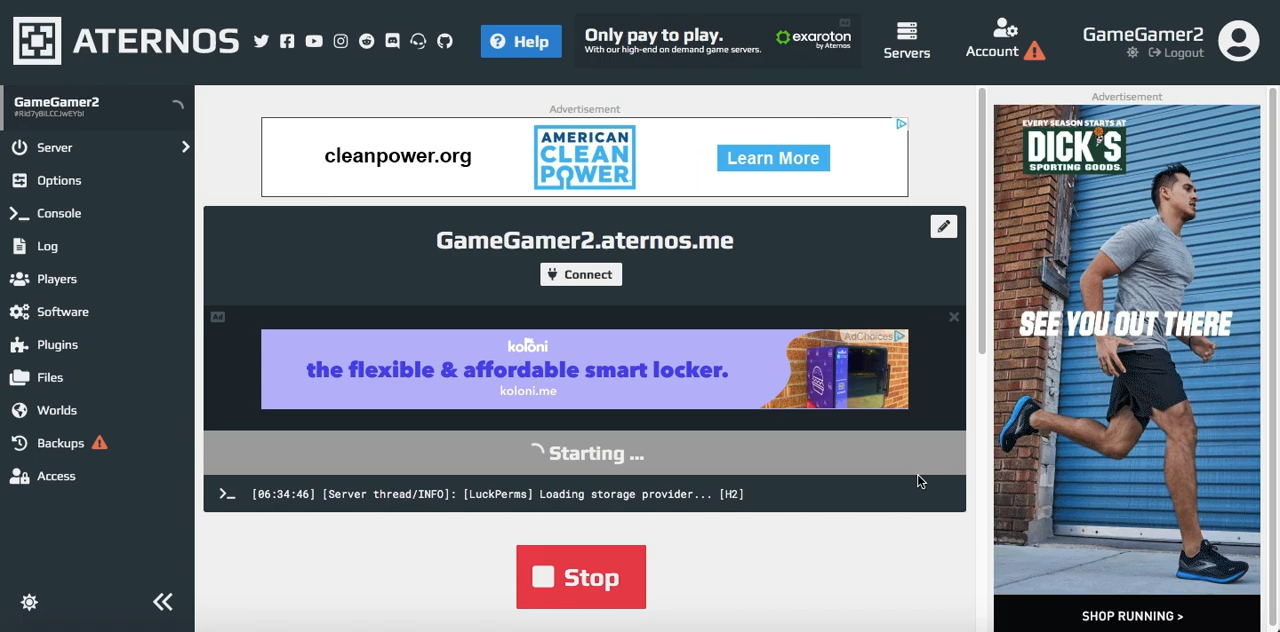 ATERNOS
Help
Only pay to play.
With our high-end on demand game servers.
exaroton
by Aternos
Ad
Servers
Account
GameGamer2
Logout
GameGamer2
Server
Options
Console
Log
Players
Software
Plugins
Files
Worlds
Backups
Access
Advertisement
cleanpower.org
AMERICAN
CLEAN
POWER
Learn More
GameGamer2.aternos.me
Connect
Ad
AdChoices
koloni
the flexible & affordable smart locker.
koloni.me
Starting ...
[06:34:46] [Server thread/INFO]: [LuckPerms] Loading storage provider... [H2]
Stop
Advertisement
EVERY SEASON STARTS AT
DICK'S
SPORTING GOODS.
SEE YOU OUT THERE
SHOP RUNNING >